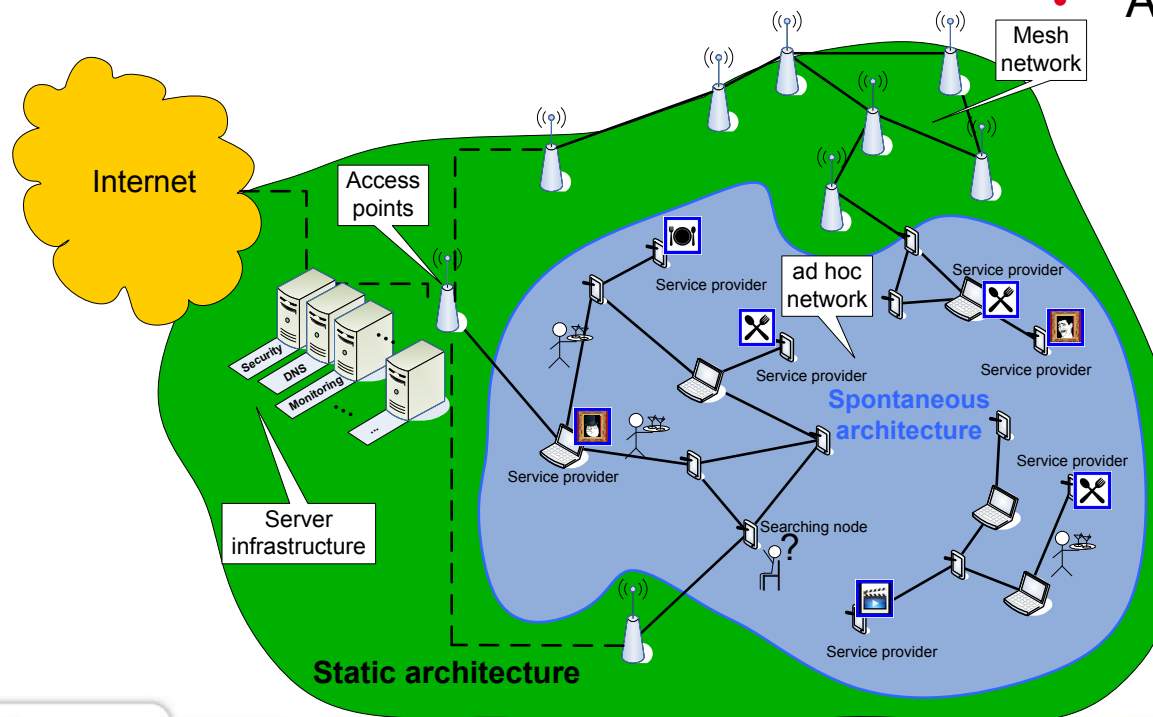 A
Mesh
network
Internet
Access
points
Service provider
ad hoc
network
Service provider
Security
DNS
Monitoring
...
...
...
Service provider
Service provider
Spontaneous
architecture
Service provider
Service provider
Server
infrastructure
Searching node
?
Service provider
Static architecture